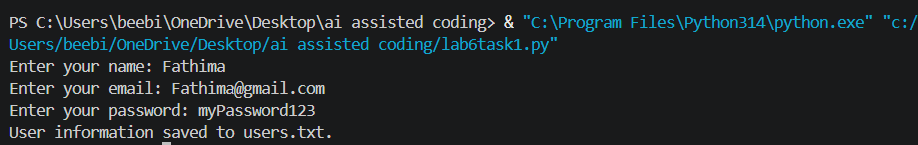 PS C:\Users\beebi\OneDrive\Desktop\ai assisted coding> & "C:\Program Files\Python314\python.exe" "c:/
Users/beebi/OneDrive/Desktop/ai assisted coding/lab6task1.py"
Enter your name: Fathima
Enter your email: Fathima@gmail.com
Enter your password: myPassword123
User information saved to users.txt.